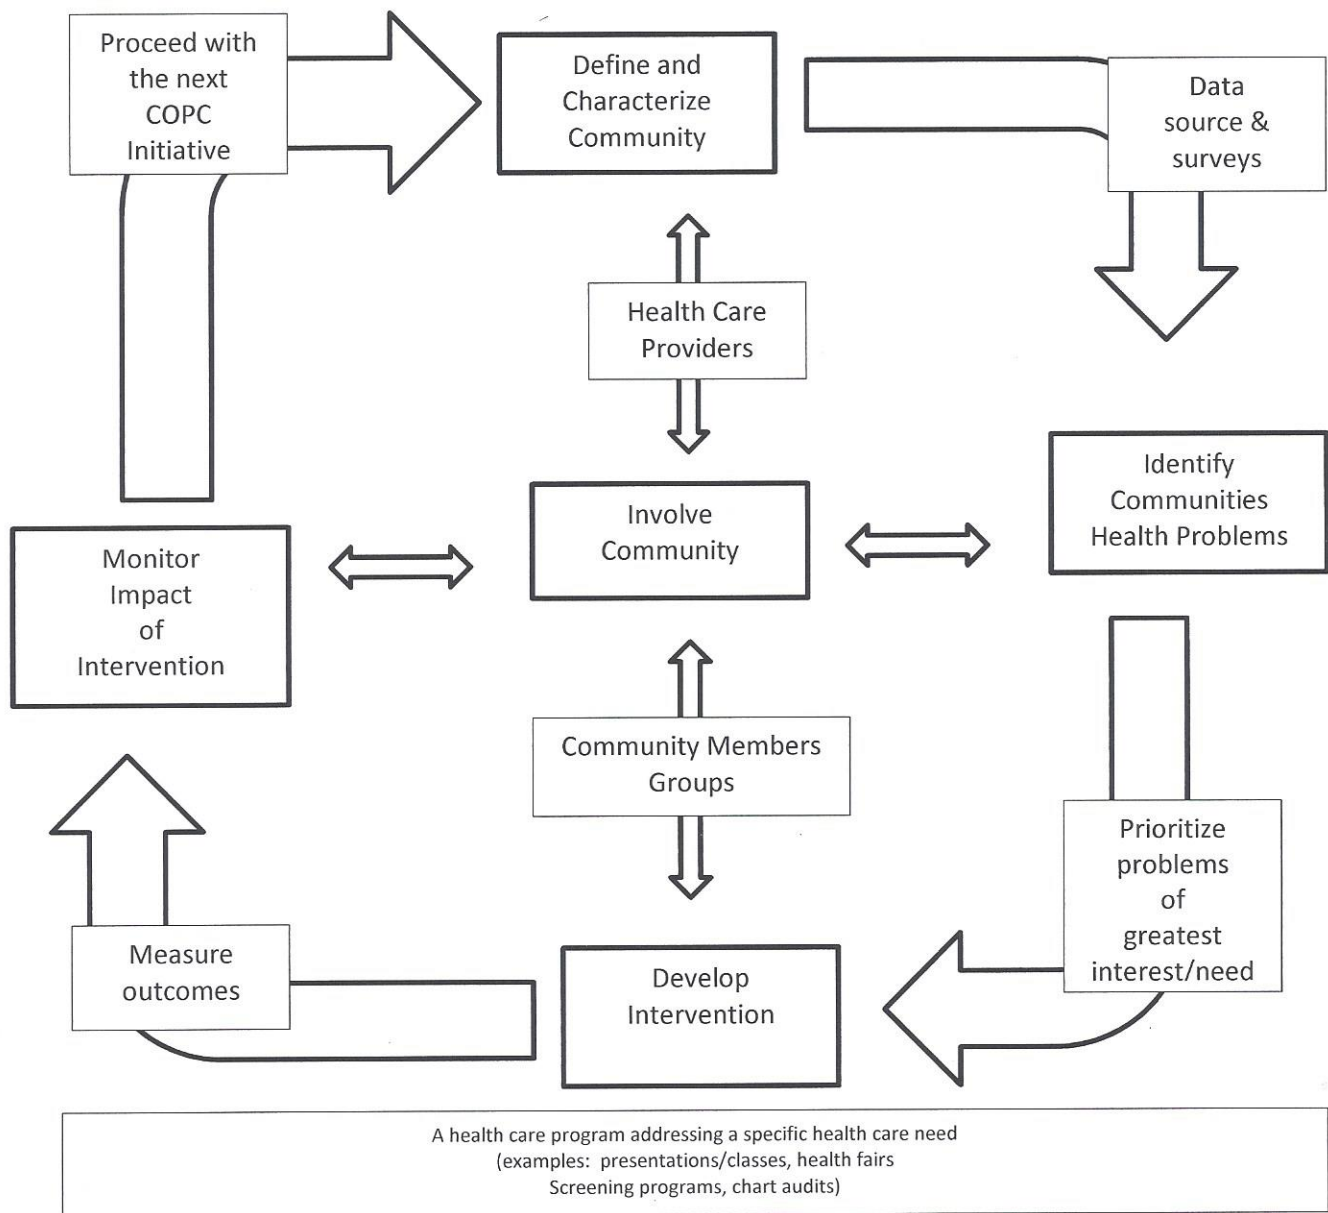 Proceed with
the next
COPC
Initiative
Define and
Characterize
Community
Data
source &
surveys
Health Care
Providers
Identify
Communities
Health Problems
Involve
Community
Monitor
Impact
of
Intervention
Community Members
Groups
Prioritize
problems
of
greatest
interest/need
Measure
outcomes
Develop
Intervention
A health care program addressing a specific health care need
(examples:  presentations/classes, health fairs
Screening programs, chart audits)